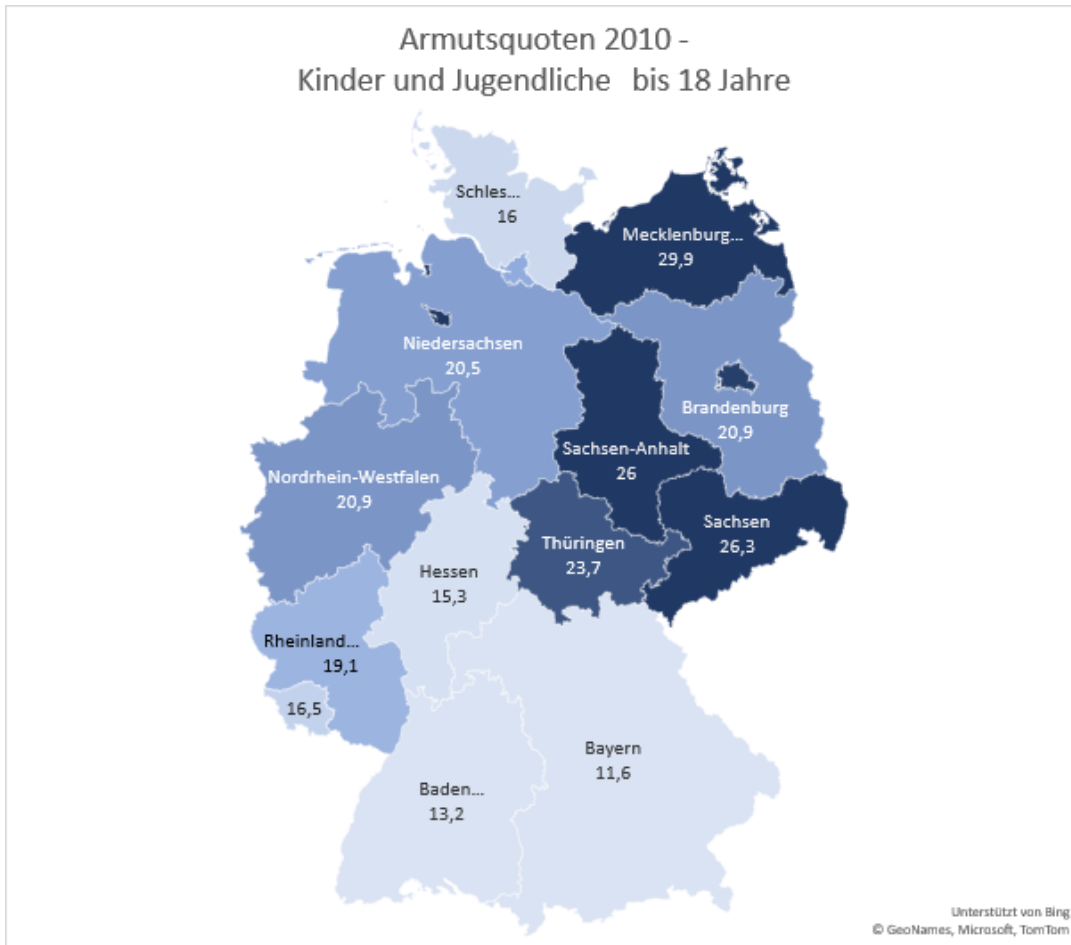 Armutsquoten 2010 -
Kinder und Jugendliche bis 18 Jahre
Schles...
16
Mecklenburg...
29,9
Niedersachsen
20,5
Brandenburg
20,9
Sachsen-Anhalt
26
Nordrhein-Westfalen
20,9
Sachsen
26,3
Thüringen
23,7
Hessen
15,3
Rheinland...
19,1
16,5
Bayern
11,6
Baden...
13,2
Unterstützt von Bing
© GeoNames, Microsoft, TomTom